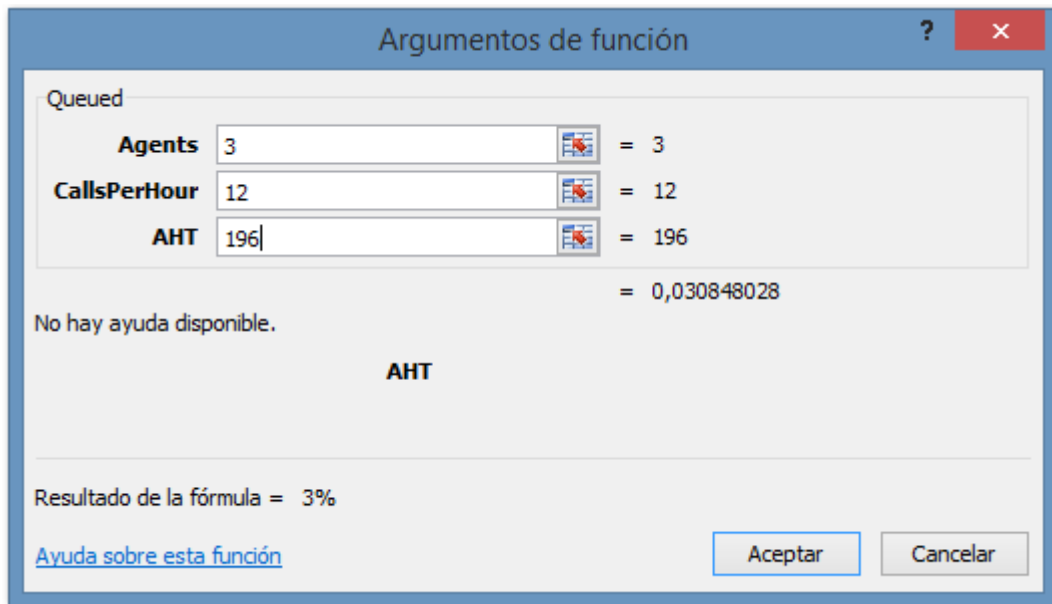 Argumentos de función
?
Queued
Agents 3 = 3
CallsPerHour 12 = 12
AHT 196 = 196
= 0,030848028
No hay ayuda disponible.
AHT
Resultado de la fórmula = 3%
Ayuda sobre esta función
Aceptar
Cancelar